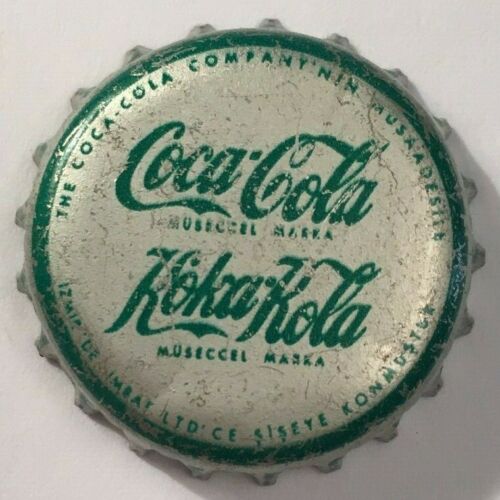 THE COCA-COLA COMPANY'NIN MÜSAADESİLE
Coca-Cola
MÜSECCEL MARKA
Koka-Kola
MÜSECCEL MARKA
İZMİR'DE İMBAT LTD'CE ŞİŞEYE KONMUŞTUR